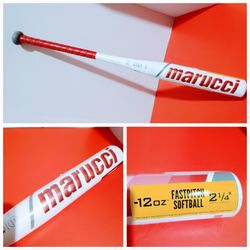 marucci
marucci
-12oz
FASTPITCH
SOFTBALL
2 1/4"